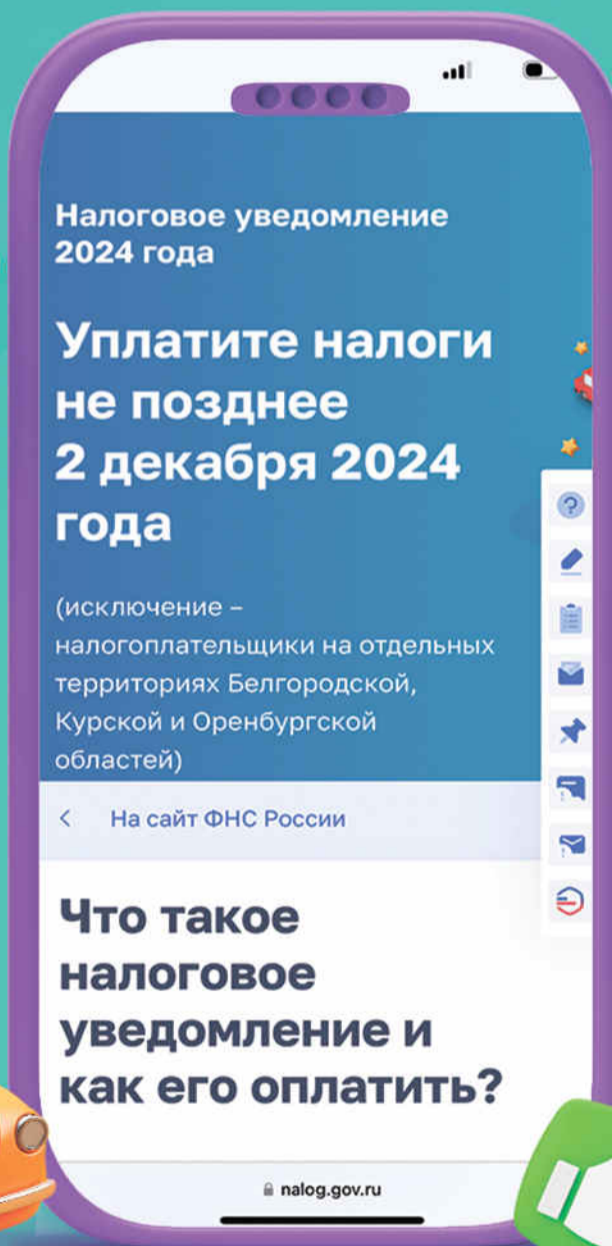 Налоговое уведомление
2024 года
Уплатите налоги
не позднее
2 декабря 2024
года
(исключение –
налогоплательщики на отдельных
территориях Белгородской,
Курской и Оренбургской
областей)
На сайт ФНС России
Что такое
налоговое
уведомление и
как его оплатить?
nalog.gov.ru